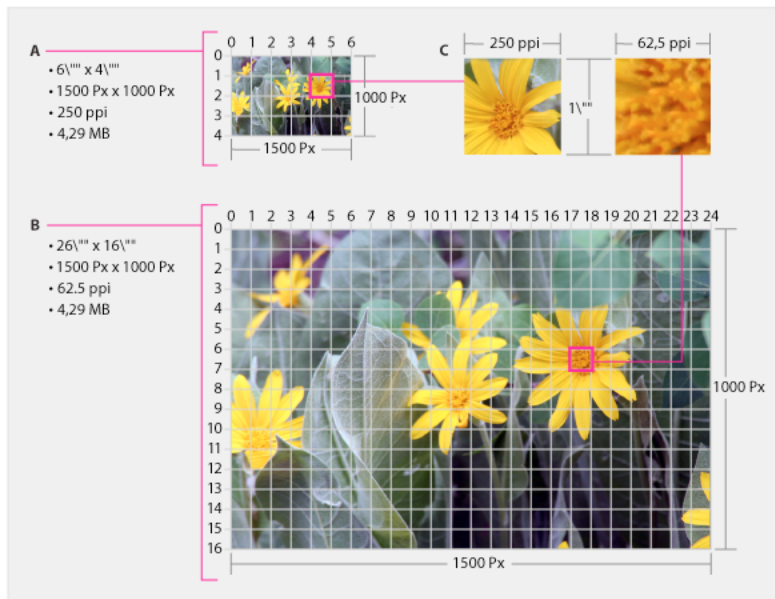 A
• 6\"" x 4\""
• 1500 Px x 1000 Px
• 250 ppi
• 4,29 MB
0 1 2 3 4 5 6
0
1
2
3
4
1000 Px
1500 Px
C
250 ppi
62,5 ppi
1\""
B
• 26\"" x 16\""
• 1500 Px x 1000 Px
• 62.5 ppi
• 4,29 MB
0 1 2 3 4 5 6 7 8 9 10 11 12 13 14 15 16 17 18 19 20 21 22 23 24
0
1
2
3
4
5
6
7
8
9
10
11
12
13
14
15
16
1000 Px
1500 Px